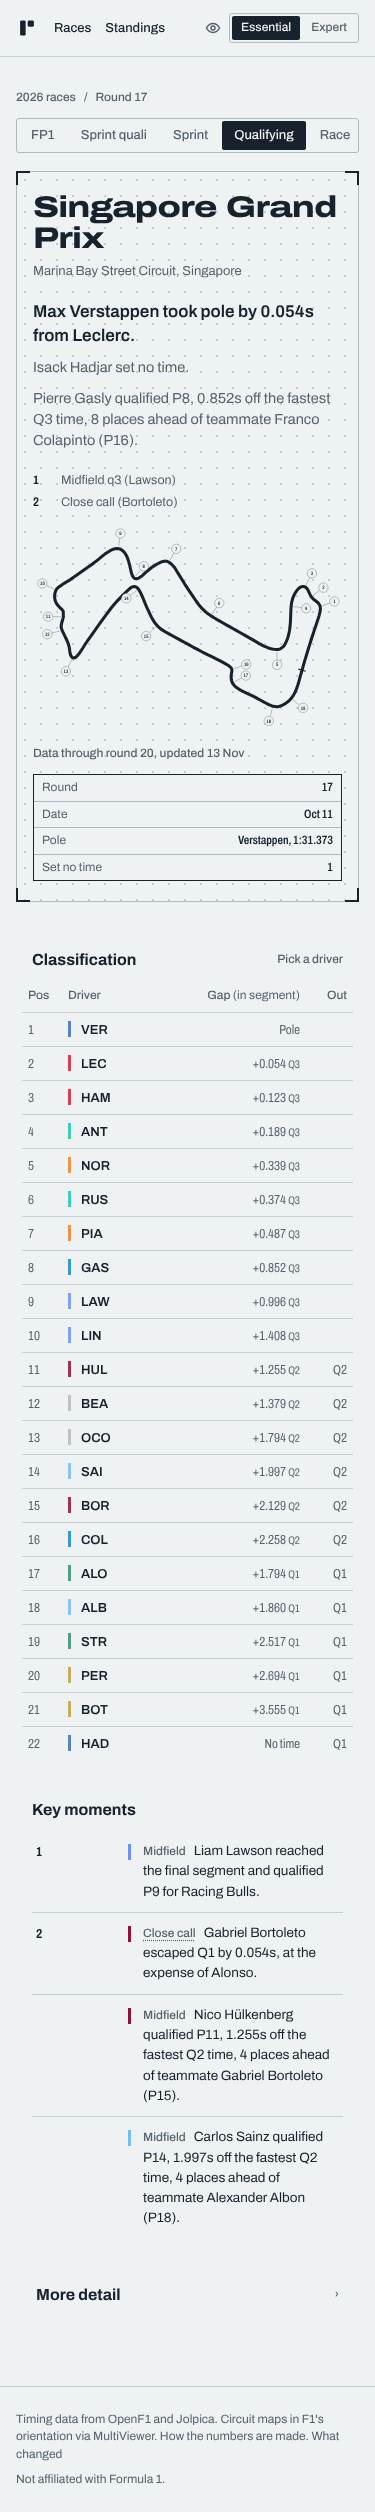 Races Standings Essential Expert
2026 races / Round 17
FP1 Sprint quali Sprint Qualifying Race
Singapore Grand
Prix
Marina Bay Street Circuit, Singapore
Max Verstappen took pole by 0.054s
from Leclerc.
Isack Hadjar set no time.
Pierre Gasly qualified P8, 0.852s off the fastest
Q3 time, 8 places ahead of teammate Franco
Colapinto (P16).
1 Midfield q3 (Lawson)
2 Close call (Bortoleto)
Data through round 20, updated 13 Nov
Round 17
Date Oct 11
Pole Verstappen, 1:31.373
Set no time 1
Classification Pick a driver
Pos Driver Gap (in segment) Out
1 VER Pole
2 LEC +0.054 Q3
3 HAM +0.123 Q3
4 ANT +0.189 Q3
5 NOR +0.339 Q3
6 RUS +0.374 Q3
7 PIA +0.487 Q3
8 GAS +0.852 Q3
9 LAW +0.996 Q3
10 LIN +1.408 Q3
11 HUL +1.255 Q2 Q2
12 BEA +1.379 Q2 Q2
13 OCO +1.794 Q2 Q2
14 SAI +1.997 Q2 Q2
15 BOR +2.129 Q2 Q2
16 COL +2.258 Q2 Q2
17 ALO +1.794 Q1 Q1
18 ALB +1.860 Q1 Q1
19 STR +2.517 Q1 Q1
20 PER +2.694 Q1 Q1
21 BOT +3.555 Q1 Q1
22 HAD No time Q1
Key moments
1 Midfield Liam Lawson reached
the final segment and qualified
P9 for Racing Bulls.
2 Close call Gabriel Bortoleto
escaped Q1 by 0.054s, at the
expense of Alonso.
Midfield Nico Hülkenberg
qualified P11, 1.255s off the
fastest Q2 time, 4 places ahead
of teammate Gabriel Bortoleto
(P15).
Midfield Carlos Sainz qualified
P14, 1.997s off the fastest Q2
time, 4 places ahead of
teammate Alexander Albon
(P18).
More detail ›
Timing data from OpenF1 and Jolpica. Circuit maps in F1's
orientation via MultiViewer. How the numbers are made. What
changed
Not affiliated with Formula 1.